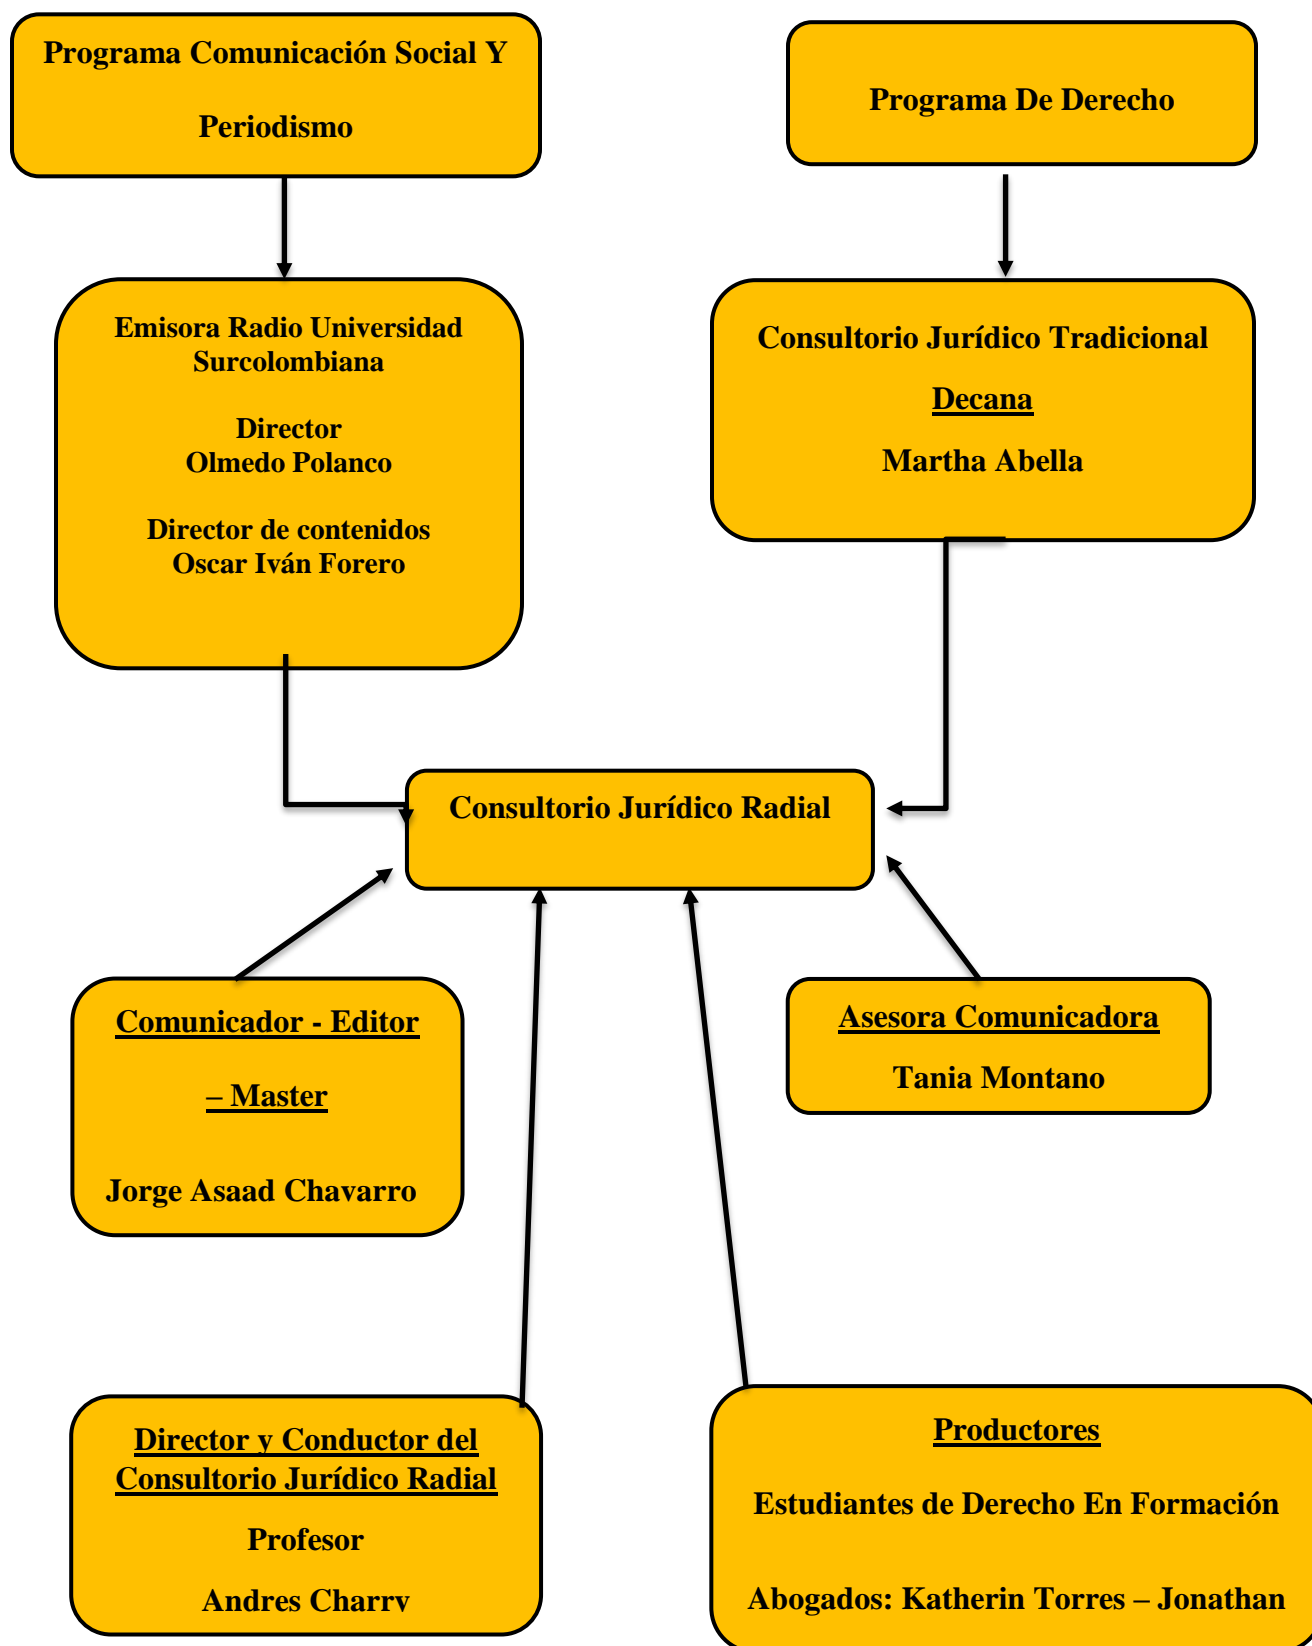 Programa Comunicación Social Y
Periodismo
Programa De Derecho
Emisora Radio Universidad
Surcolombiana
Director
Olmedo Polanco
Director de contenidos
Oscar Iván Forero
Consultorio Jurídico Tradicional
Decana
Martha Abella
Consultorio Jurídico Radial
Comunicador - Editor
– Master
Jorge Asaad Chavarro
Asesora Comunicadora
Tania Montano
Director y Conductor del
Consultorio Jurídico Radial
Profesor
Andres Charry
Productores
Estudiantes de Derecho En Formación
Abogados: Katherin Torres – Jonathan